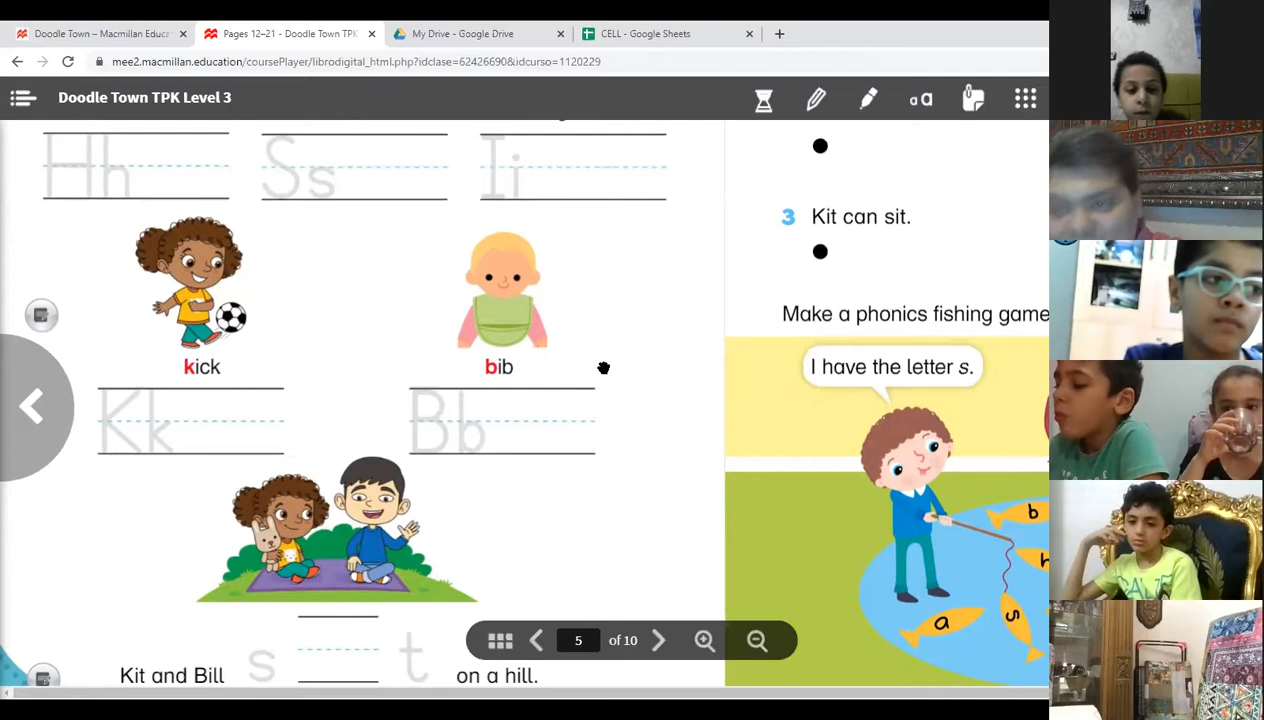 Doodle Town – Macmillan Educa
Pages 12–21 - Doodle Town TPK
My Drive - Google Drive
CELL - Google Sheets
mee2.macmillan.education/coursePlayer/librodigital_html.php?idclase=62426690&idcurso=1120229
Doodle Town TPK Level 3
a a
Hh
Ss
Ii
kick
bib
Kk
Bb
Kit and Bill s t on a hill.
3 Kit can sit.
Make a phonics fishing game
I have the letter s.
b
h
a
s
5 of 10